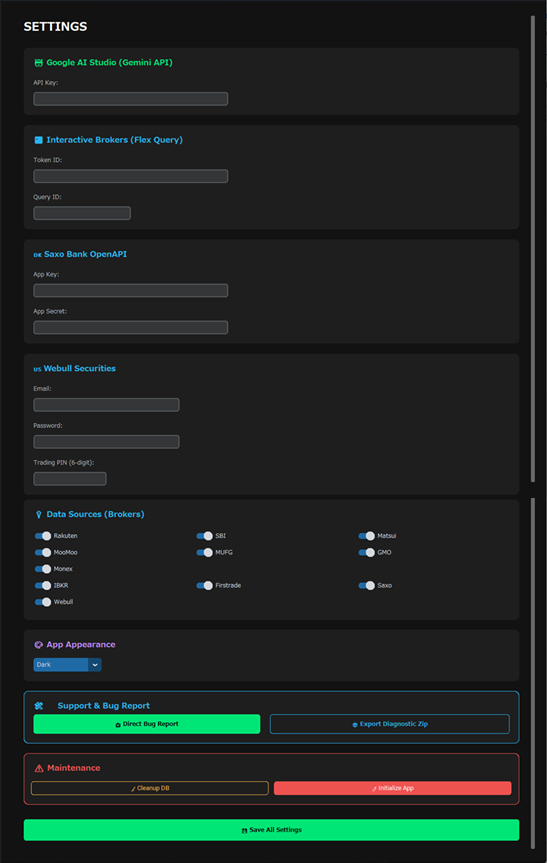 SETTINGS
Google AI Studio (Gemini API)
API Key:
Interactive Brokers (Flex Query)
Token ID:
Query ID:
DK Saxo Bank OpenAPI
App Key:
App Secret:
US Webull Securities
Email:
Password:
Trading PIN (6-digit):
Data Sources (Brokers)
Rakuten SBI Matsui
MooMoo MUFG GMO
Monex
IBKR Firstrade Saxo
Webull
App Appearance
Dark
Support & Bug Report
Direct Bug Report Export Diagnostic Zip
Maintenance
Cleanup DB Initialize App
Save All Settings